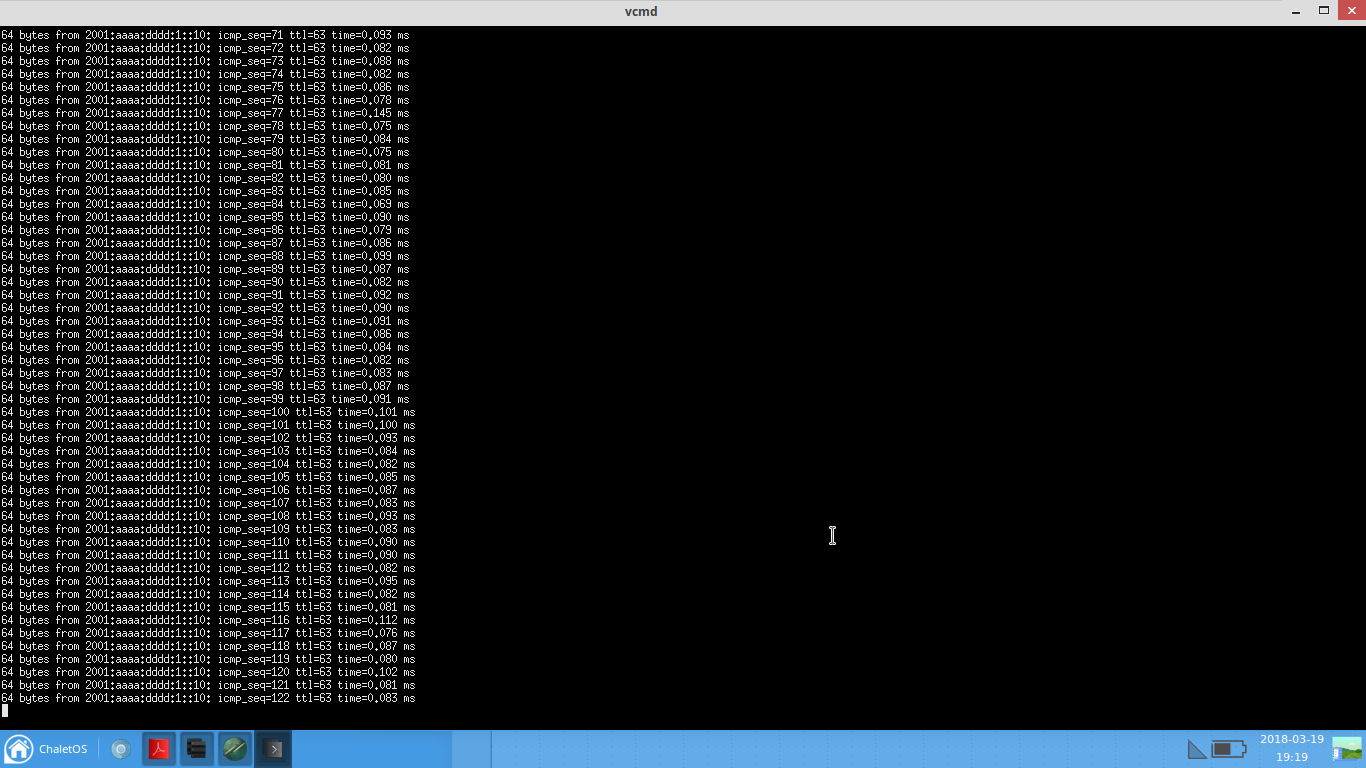 vcmd
64 bytes from 2001:aaaa:dddd:1::10: icmp_seq=71 ttl=63 time=0.093 ms
64 bytes from 2001:aaaa:dddd:1::10: icmp_seq=72 ttl=63 time=0.082 ms
64 bytes from 2001:aaaa:dddd:1::10: icmp_seq=73 ttl=63 time=0.088 ms
64 bytes from 2001:aaaa:dddd:1::10: icmp_seq=74 ttl=63 time=0.082 ms
64 bytes from 2001:aaaa:dddd:1::10: icmp_seq=75 ttl=63 time=0.086 ms
64 bytes from 2001:aaaa:dddd:1::10: icmp_seq=76 ttl=63 time=0.078 ms
64 bytes from 2001:aaaa:dddd:1::10: icmp_seq=77 ttl=63 time=0.145 ms
64 bytes from 2001:aaaa:dddd:1::10: icmp_seq=78 ttl=63 time=0.075 ms
64 bytes from 2001:aaaa:dddd:1::10: icmp_seq=79 ttl=63 time=0.084 ms
64 bytes from 2001:aaaa:dddd:1::10: icmp_seq=80 ttl=63 time=0.075 ms
64 bytes from 2001:aaaa:dddd:1::10: icmp_seq=81 ttl=63 time=0.081 ms
64 bytes from 2001:aaaa:dddd:1::10: icmp_seq=82 ttl=63 time=0.080 ms
64 bytes from 2001:aaaa:dddd:1::10: icmp_seq=83 ttl=63 time=0.085 ms
64 bytes from 2001:aaaa:dddd:1::10: icmp_seq=84 ttl=63 time=0.069 ms
64 bytes from 2001:aaaa:dddd:1::10: icmp_seq=85 ttl=63 time=0.090 ms
64 bytes from 2001:aaaa:dddd:1::10: icmp_seq=86 ttl=63 time=0.079 ms
64 bytes from 2001:aaaa:dddd:1::10: icmp_seq=87 ttl=63 time=0.086 ms
64 bytes from 2001:aaaa:dddd:1::10: icmp_seq=88 ttl=63 time=0.099 ms
64 bytes from 2001:aaaa:dddd:1::10: icmp_seq=89 ttl=63 time=0.087 ms
64 bytes from 2001:aaaa:dddd:1::10: icmp_seq=90 ttl=63 time=0.082 ms
64 bytes from 2001:aaaa:dddd:1::10: icmp_seq=91 ttl=63 time=0.092 ms
64 bytes from 2001:aaaa:dddd:1::10: icmp_seq=92 ttl=63 time=0.090 ms
64 bytes from 2001:aaaa:dddd:1::10: icmp_seq=93 ttl=63 time=0.091 ms
64 bytes from 2001:aaaa:dddd:1::10: icmp_seq=94 ttl=63 time=0.086 ms
64 bytes from 2001:aaaa:dddd:1::10: icmp_seq=95 ttl=63 time=0.084 ms
64 bytes from 2001:aaaa:dddd:1::10: icmp_seq=96 ttl=63 time=0.082 ms
64 bytes from 2001:aaaa:dddd:1::10: icmp_seq=97 ttl=63 time=0.083 ms
64 bytes from 2001:aaaa:dddd:1::10: icmp_seq=98 ttl=63 time=0.087 ms
64 bytes from 2001:aaaa:dddd:1::10: icmp_seq=99 ttl=63 time=0.091 ms
64 bytes from 2001:aaaa:dddd:1::10: icmp_seq=100 ttl=63 time=0.101 ms
64 bytes from 2001:aaaa:dddd:1::10: icmp_seq=101 ttl=63 time=0.100 ms
64 bytes from 2001:aaaa:dddd:1::10: icmp_seq=102 ttl=63 time=0.093 ms
64 bytes from 2001:aaaa:dddd:1::10: icmp_seq=103 ttl=63 time=0.084 ms
64 bytes from 2001:aaaa:dddd:1::10: icmp_seq=104 ttl=63 time=0.082 ms
64 bytes from 2001:aaaa:dddd:1::10: icmp_seq=105 ttl=63 time=0.085 ms
64 bytes from 2001:aaaa:dddd:1::10: icmp_seq=106 ttl=63 time=0.087 ms
64 bytes from 2001:aaaa:dddd:1::10: icmp_seq=107 ttl=63 time=0.083 ms
64 bytes from 2001:aaaa:dddd:1::10: icmp_seq=108 ttl=63 time=0.093 ms
64 bytes from 2001:aaaa:dddd:1::10: icmp_seq=109 ttl=63 time=0.083 ms
64 bytes from 2001:aaaa:dddd:1::10: icmp_seq=110 ttl=63 time=0.090 ms
64 bytes from 2001:aaaa:dddd:1::10: icmp_seq=111 ttl=63 time=0.090 ms
64 bytes from 2001:aaaa:dddd:1::10: icmp_seq=112 ttl=63 time=0.082 ms
64 bytes from 2001:aaaa:dddd:1::10: icmp_seq=113 ttl=63 time=0.095 ms
64 bytes from 2001:aaaa:dddd:1::10: icmp_seq=114 ttl=63 time=0.082 ms
64 bytes from 2001:aaaa:dddd:1::10: icmp_seq=115 ttl=63 time=0.081 ms
64 bytes from 2001:aaaa:dddd:1::10: icmp_seq=116 ttl=63 time=0.112 ms
64 bytes from 2001:aaaa:dddd:1::10: icmp_seq=117 ttl=63 time=0.076 ms
64 bytes from 2001:aaaa:dddd:1::10: icmp_seq=118 ttl=63 time=0.087 ms
64 bytes from 2001:aaaa:dddd:1::10: icmp_seq=119 ttl=63 time=0.080 ms
64 bytes from 2001:aaaa:dddd:1::10: icmp_seq=120 ttl=63 time=0.102 ms
64 bytes from 2001:aaaa:dddd:1::10: icmp_seq=121 ttl=63 time=0.081 ms
64 bytes from 2001:aaaa:dddd:1::10: icmp_seq=122 ttl=63 time=0.083 ms
ChaletOS
2018-03-19
19:19